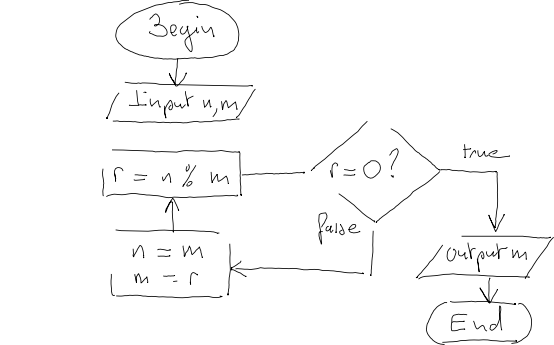 Begin
Input n, m
r = n % m
r = 0?
true
false
n = m
m = r
output m
End